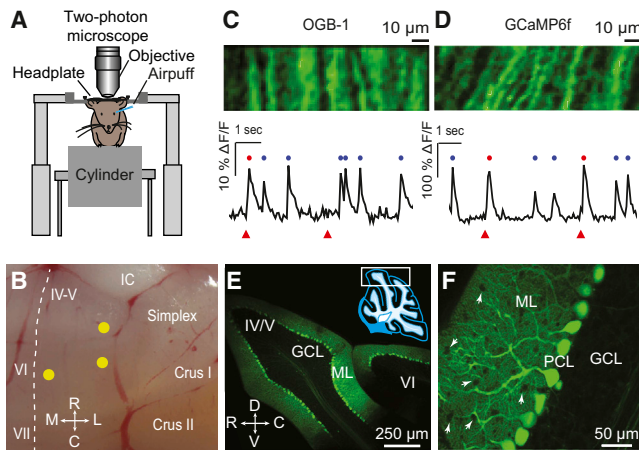 A
Two-photon
microscope
Objective
Airpuff
Headplate
Cylinder
B
IC
IV-V
Simplex
VI
Crus I
R
M L
C
VII
Crus II
C
OGB-1
10 µm
1 sec
10 % ΔF/F
D
GCaMP6f
10 µm
1 sec
100 % ΔF/F
E
IV/V
GCL
ML
VI
D
R C
V
250 µm
F
ML
PCL
GCL
50 µm